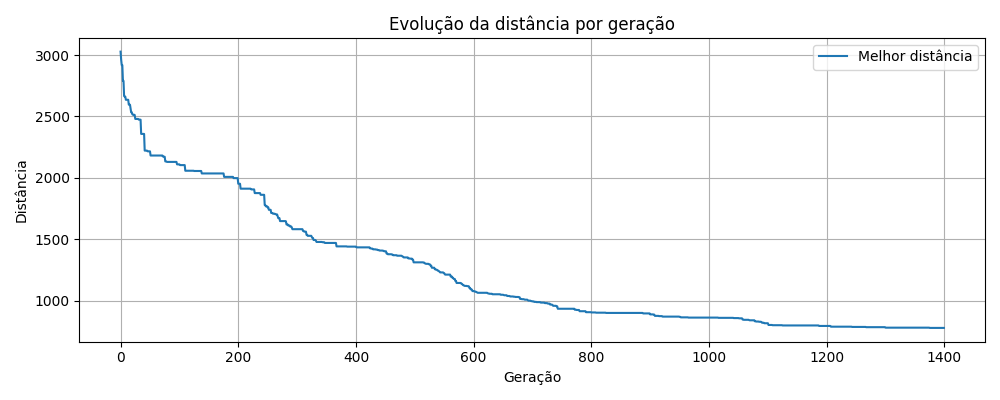 Evolução da distância por geração
Melhor distância
Distância
3000
2500
2000
1500
1000
0 200 400 600 800 1000 1200 1400
Geração